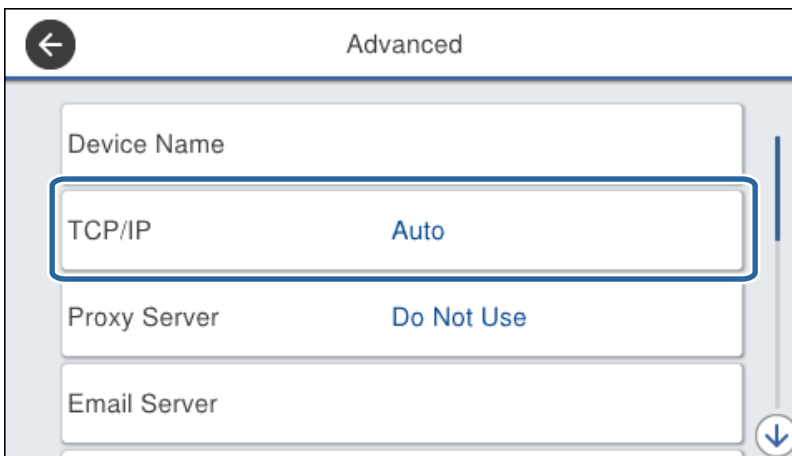 Advanced
Device Name
TCP/IP Auto
Proxy Server Do Not Use
Email Server